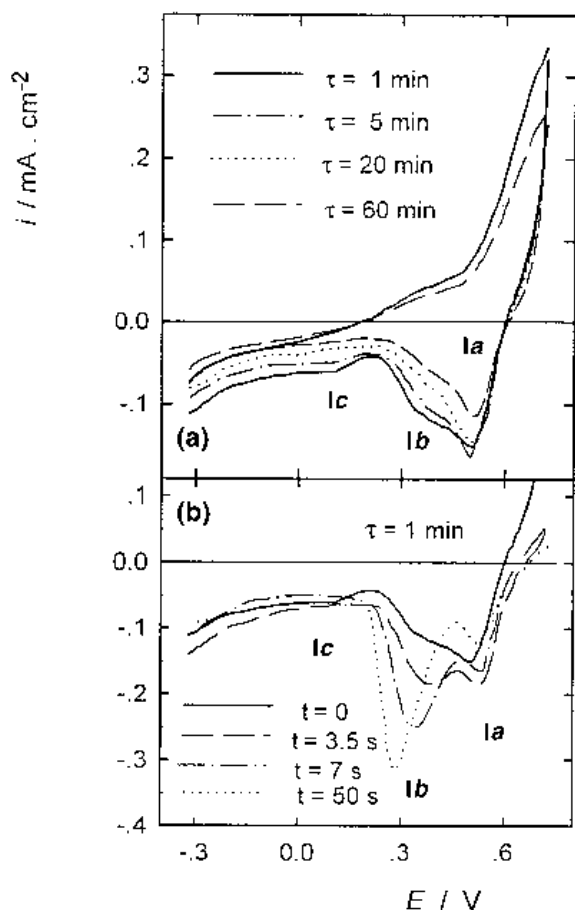 i / mA . cm-2
.3
.2
.1
0.0
-.1
τ = 1 min
τ = 5 min
τ = 20 min
τ = 60 min
Ia
Ic
Ib
(a)
.1
0.0
-.1
-.2
-.3
-.4
(b)
τ = 1 min
Ic
t = 0
t = 3.5 s
t = 7 s
t = 50 s
Ia
Ib
-.3 0.0 .3 .6
E / V